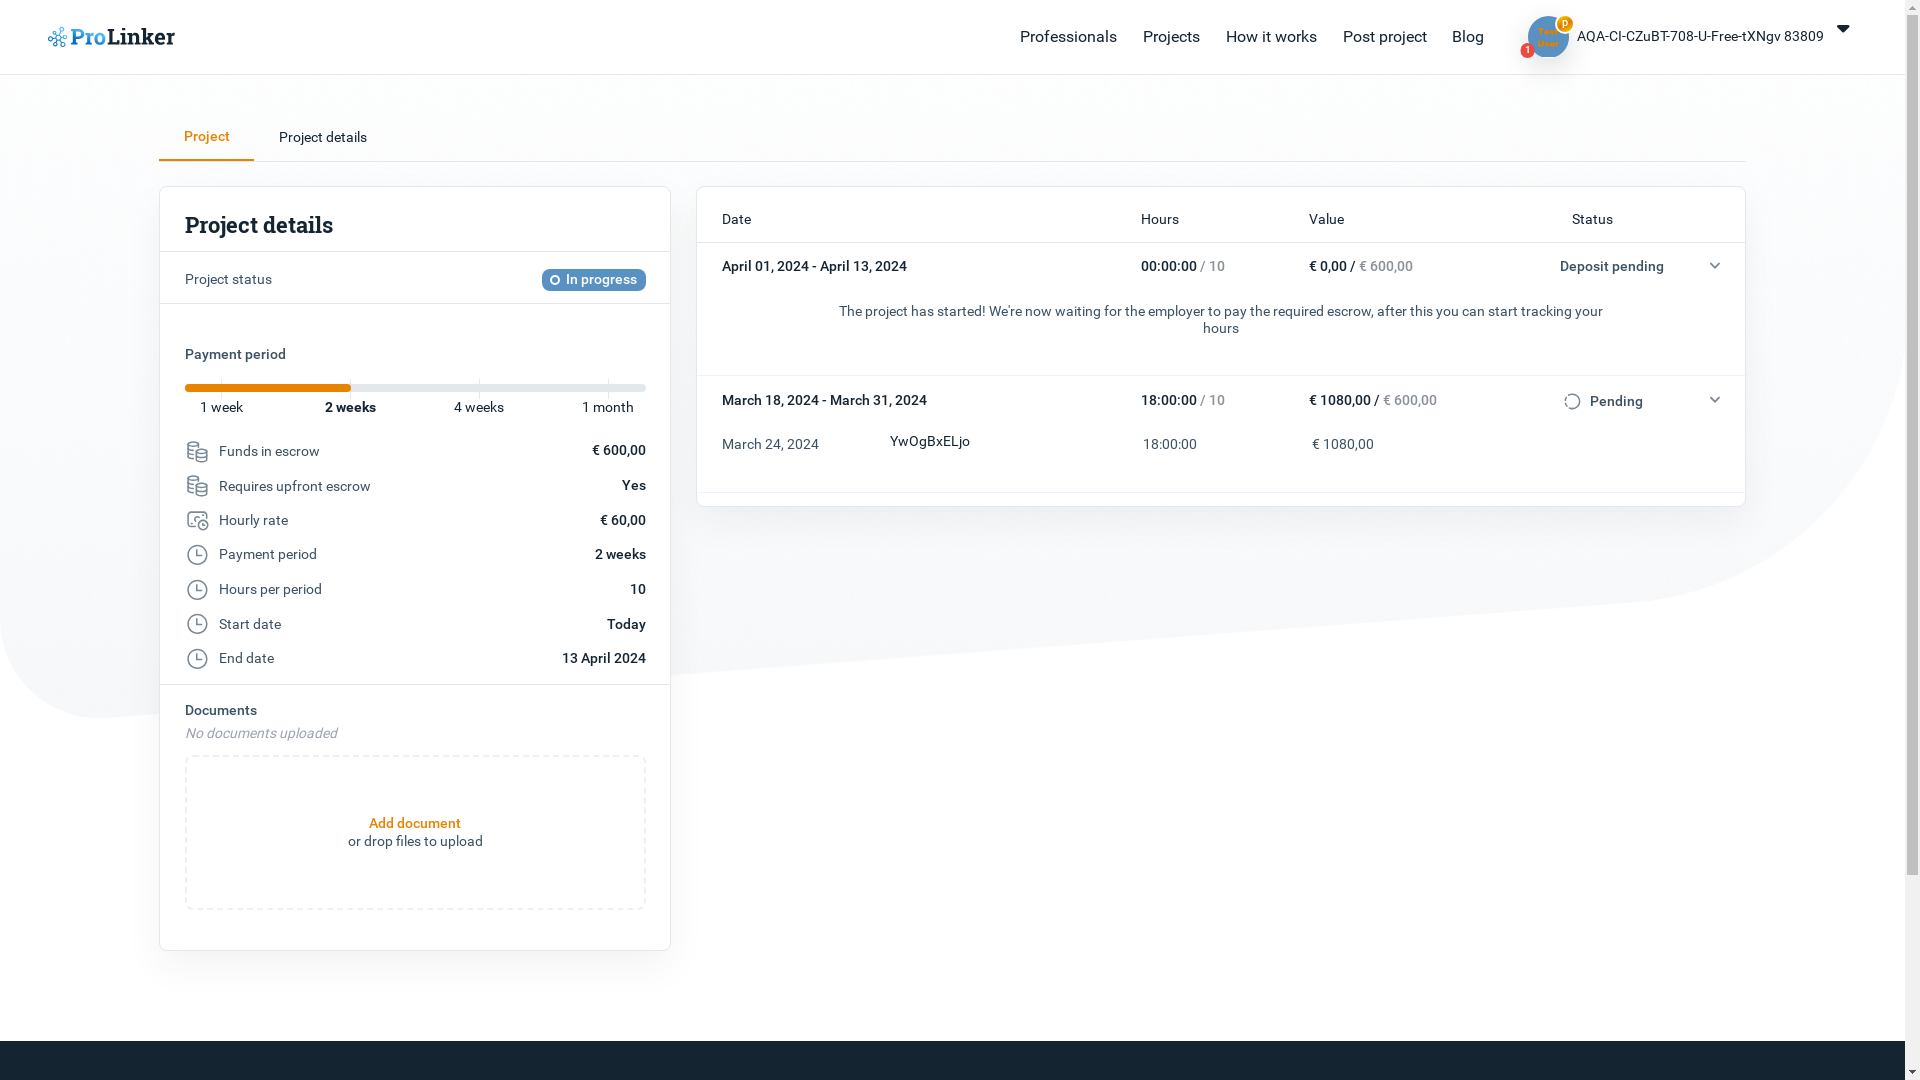 ProLinker
Professionals
Projects
How it works
Post project
Blog
p
1
AQA-CI-CZuBT-708-U-Free-tXNgv 83809
Project
Project details
Project details
Project status
In progress
Payment period
1 week
2 weeks
4 weeks
1 month
Funds in escrow
€ 600,00
Requires upfront escrow
Yes
Hourly rate
€ 60,00
Payment period
2 weeks
Hours per period
10
Start date
Today
End date
13 April 2024
Documents
No documents uploaded
Add document
or drop files to upload
Date
Hours
Value
Status
April 01, 2024 - April 13, 2024
00:00:00 / 10
€ 0,00 / € 600,00
Deposit pending
The project has started! We're now waiting for the employer to pay the required escrow, after this you can start tracking your
hours
March 18, 2024 - March 31, 2024
18:00:00 / 10
€ 1080,00 / € 600,00
Pending
March 24, 2024
YwOgBxELjo
18:00:00
€ 1080,00